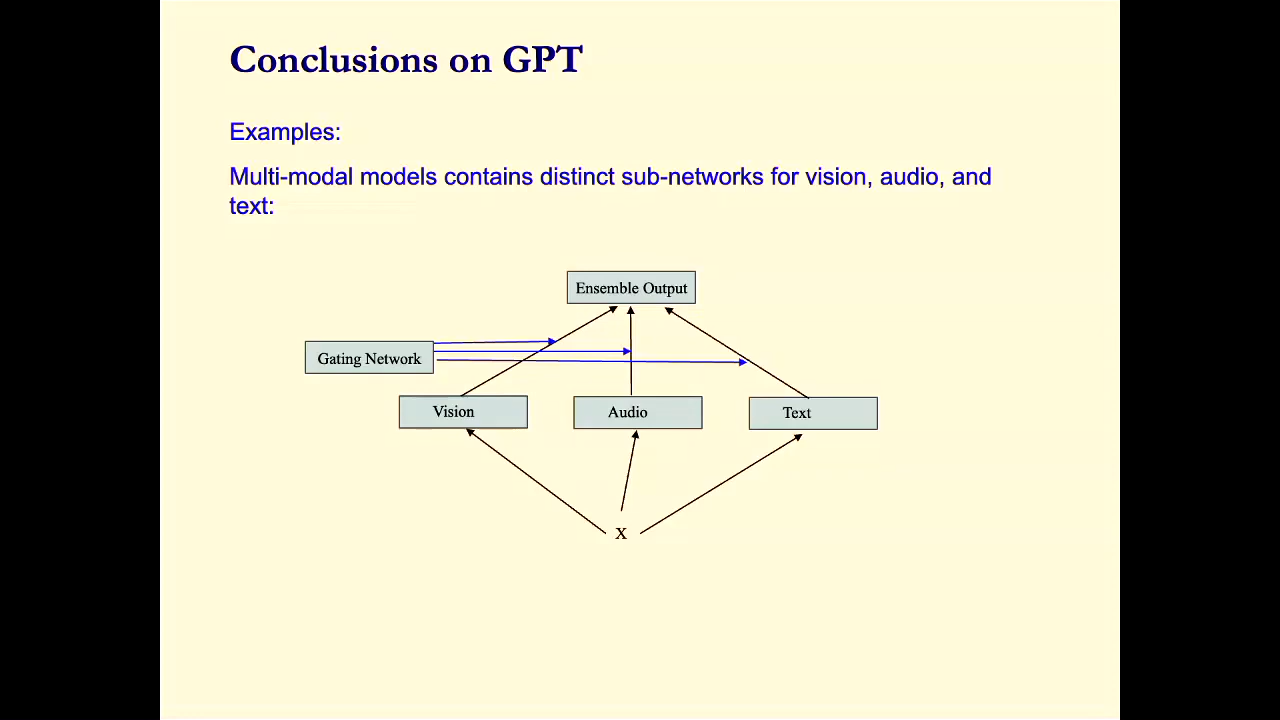 Conclusions on GPT
Examples:
Multi-modal models contains distinct sub-networks for vision, audio, and
text:
Ensemble Output
Gating Network
Vision
Audio
Text
X